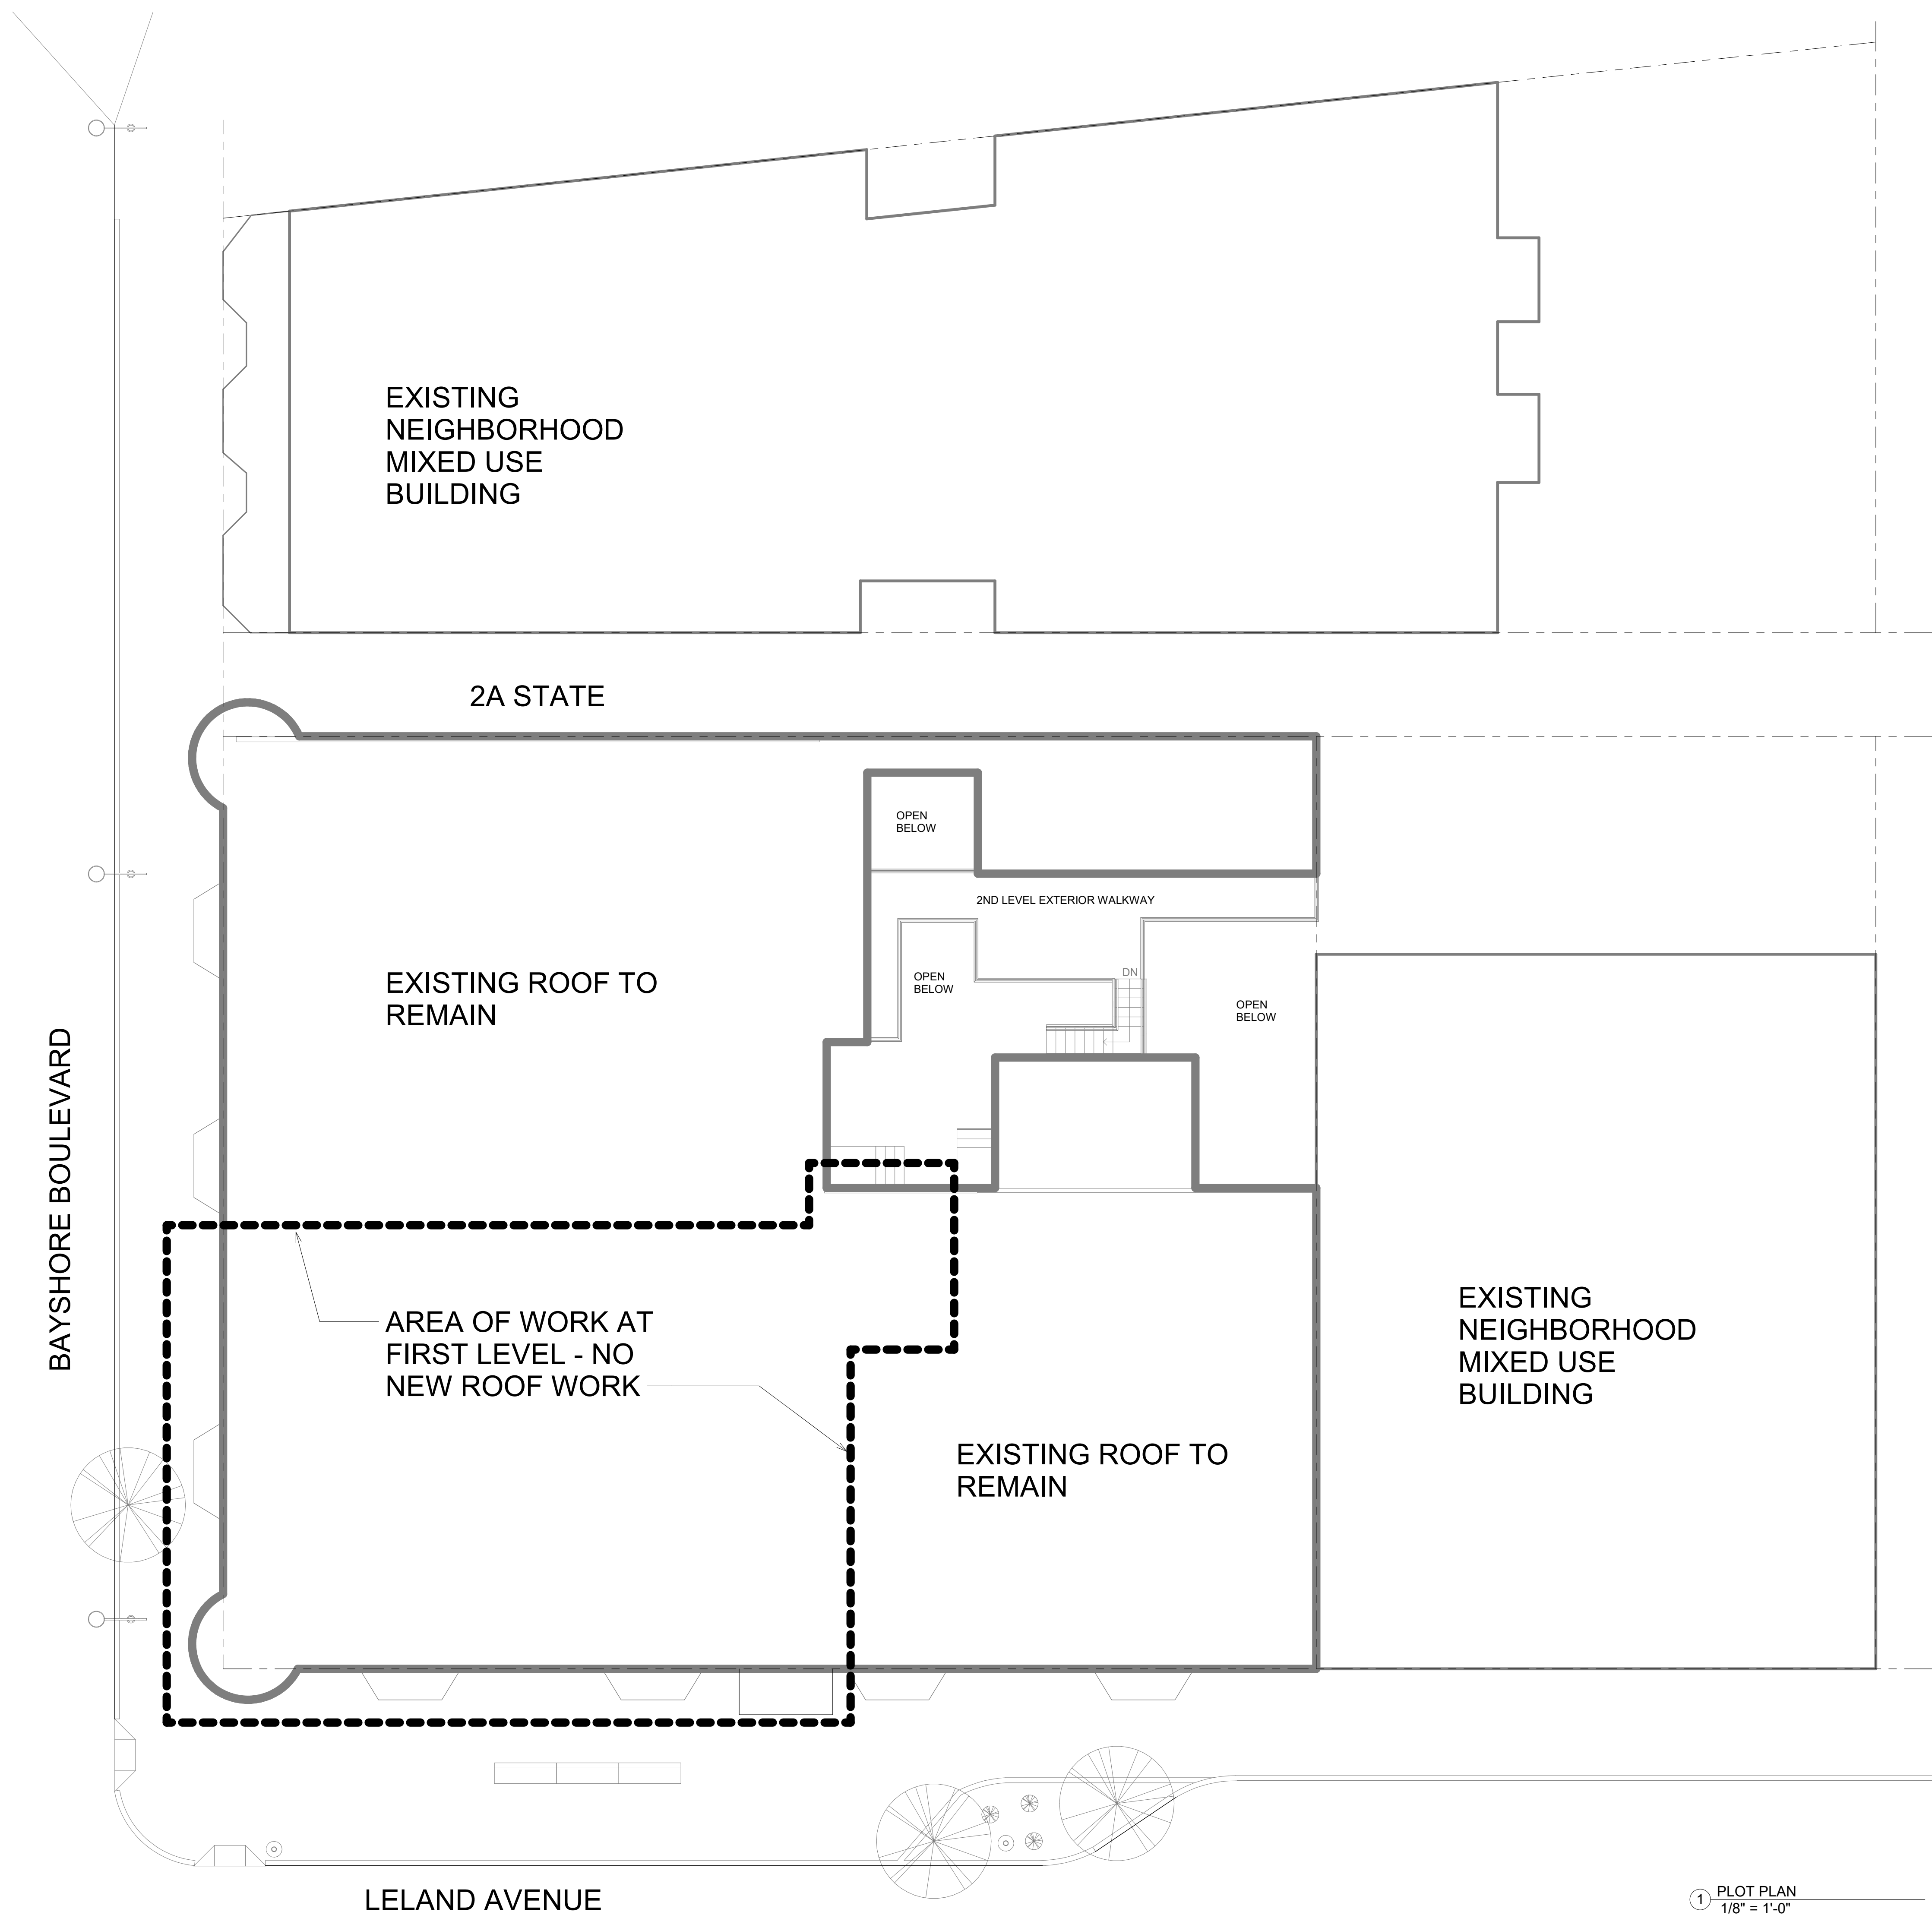 EXISTING
NEIGHBORHOOD
MIXED USE
BUILDING
2A STATE
OPEN
BELOW
2ND LEVEL EXTERIOR WALKWAY
EXISTING ROOF TO
REMAIN
OPEN
BELOW
DN
OPEN
BELOW
BAYSHORE BOULEVARD
AREA OF WORK AT
FIRST LEVEL - NO
NEW ROOF WORK
EXISTING
NEIGHBORHOOD
MIXED USE
BUILDING
EXISTING ROOF TO
REMAIN
LELAND AVENUE
1 PLOT PLAN
1/8" = 1'-0"